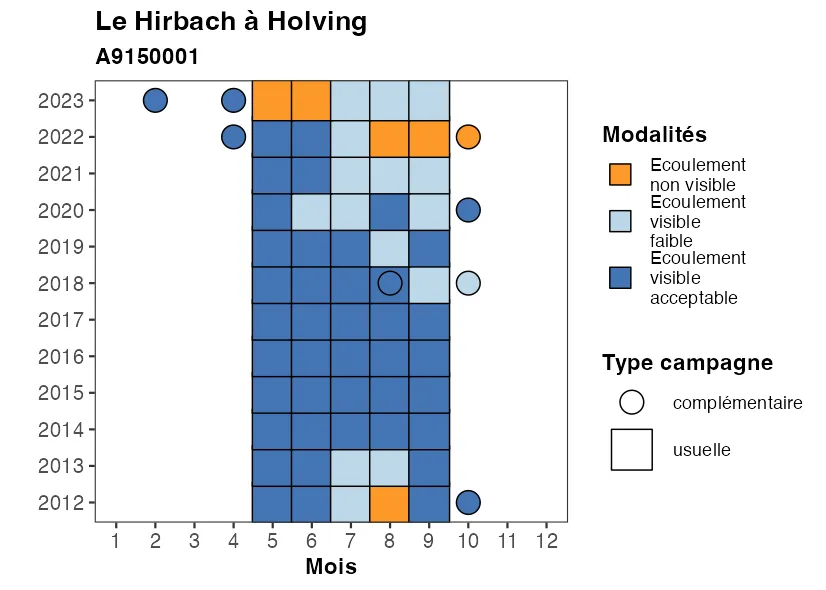 Le Hirbach à Holving
A9150001
2023
2022
2021
2020
2019
2018
2017
2016
2015
2014
2013
2012
1 2 3 4 5 6 7 8 9 10 11 12
Mois
Modalités
Ecoulement
non visible
Ecoulement
visible
faible
Ecoulement
visible
acceptable
Type campagne
complémentaire
usuelle